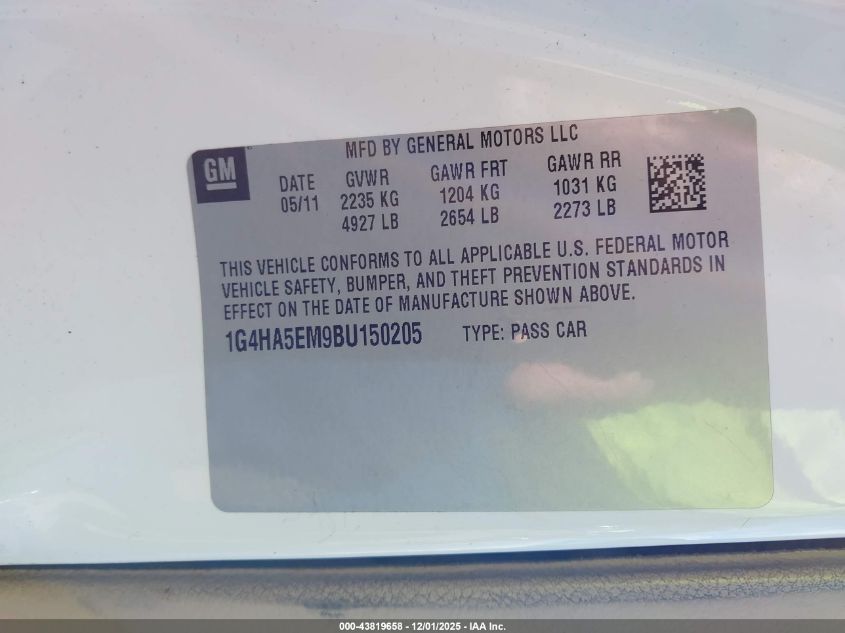 GM
MFD BY GENERAL MOTORS LLC
DATE GVWR GAWR FRT GAWR RR
05/11 2235 KG 1204 KG 1031 KG
4927 LB 2654 LB 2273 LB
THIS VEHICLE CONFORMS TO ALL APPLICABLE U.S. FEDERAL MOTOR
VEHICLE SAFETY, BUMPER, AND THEFT PREVENTION STANDARDS IN
EFFECT ON THE DATE OF MANUFACTURE SHOWN ABOVE.
1G4HA5EM9BU150205 TYPE: PASS CAR
000-43819658 - 12/01/2025 - IAA Inc.